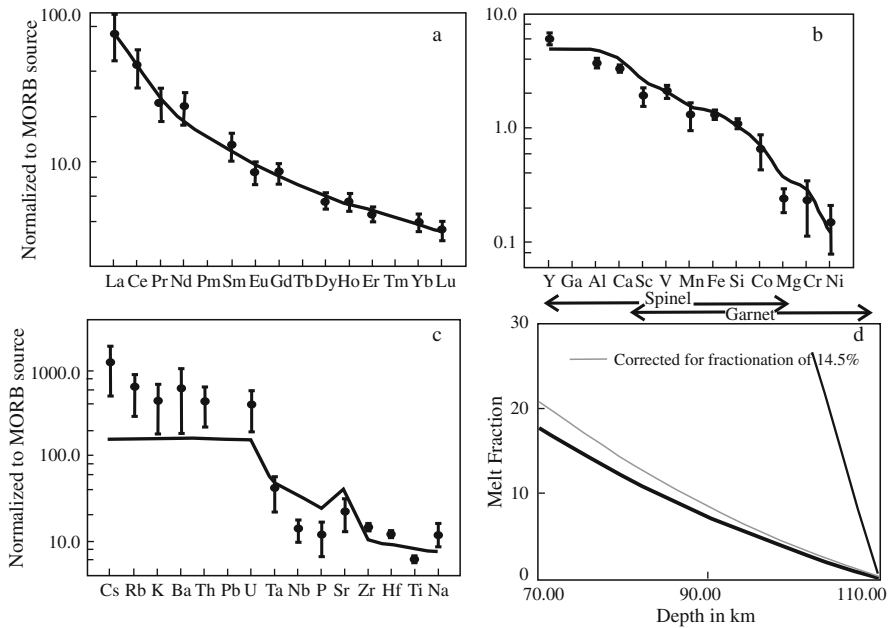 Normalized to MORB source
100.0
10.0
a
La Ce Pr Nd Pm Sm Eu Gd Tb Dy Ho Er Tm Yb Lu
10.0
1.0
0.1
b
Y Ga Al Ca Sc V Mn Fe Si Co Mg Cr Ni
Spinel
Garnet
Normalized to MORB source
1000.0
100.0
10.0
c
Cs Rb K Ba Th Pb U Ta Nb P Sr Zr Hf Ti Na
Melt Fraction
30
20
10
0
d
Corrected for fractionation of 14.5%
70.00 90.00 110.00
Depth in km